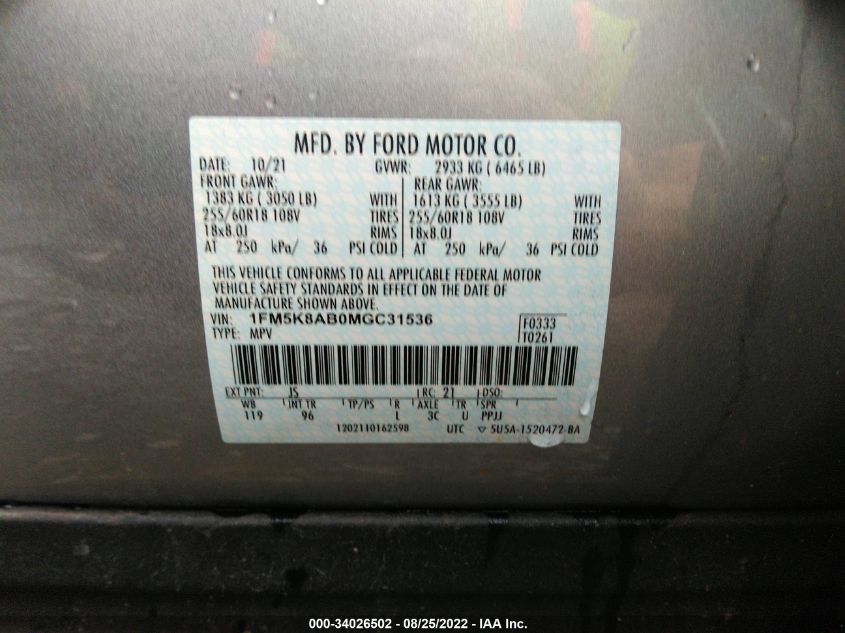 MFD. BY FORD MOTOR CO.
DATE: 10/21 GVWR: 2933 KG ( 6465 LB)
FRONT GAWR: REAR GAWR:
1383 KG ( 3050 LB) WITH 1613 KG ( 3555 LB) WITH
255/60R18 108V TIRES 255/60R18 108V TIRES
18x8.0J RIMS 18x8.0J RIMS
AT 250 kPa/ 36 PSI COLD AT 250 kPa/ 36 PSI COLD
THIS VEHICLE CONFORMS TO ALL APPLICABLE FEDERAL MOTOR
VEHICLE SAFETY STANDARDS IN EFFECT ON THE DATE OF
MANUFACTURE SHOWN ABOVE.
VIN: 1FM5K8AB0MGC31536 F0333
TYPE: MPV T0261
EXT PNT: JS RC: 21 DSO:
WB INT TR TP/PS R AXLE TR SPR
119 96 L 3C U PPJJ
1202110162598 UTC ▽ 5U5A-1520472-BA
000-34026502 - 08/25/2022 - IAA Inc.